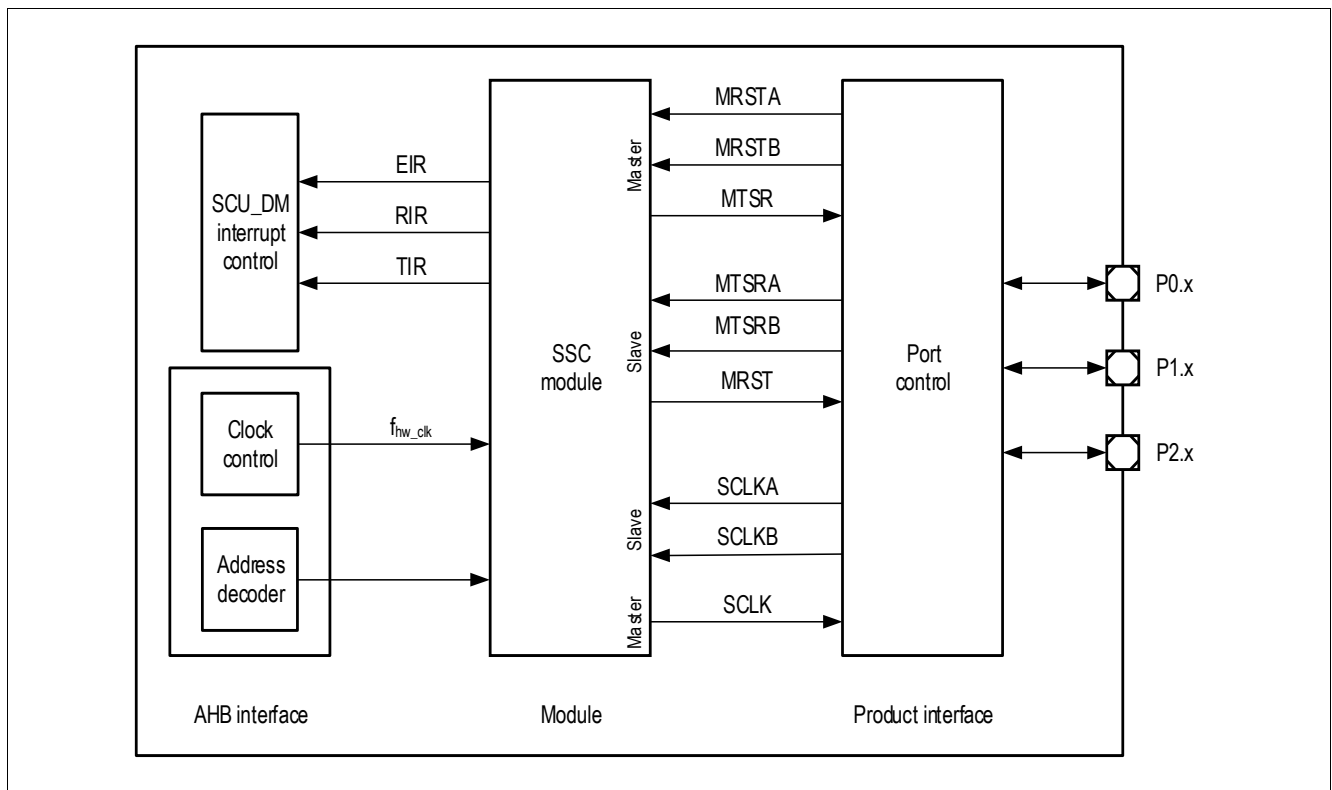 MRSTA
MRSTB
MTSR
Master
EIR
RIR
TIR
SCU_DM
interrupt
control
MTSRA
MTSRB
MRST
Slave
SSC
module
Port
control
P0.x
P1.x
P2.x
Clock
control
fhw_clk
SCLKA
SCLKB
Slave
Address
decoder
SCLK
Master
AHB interface
Module
Product interface